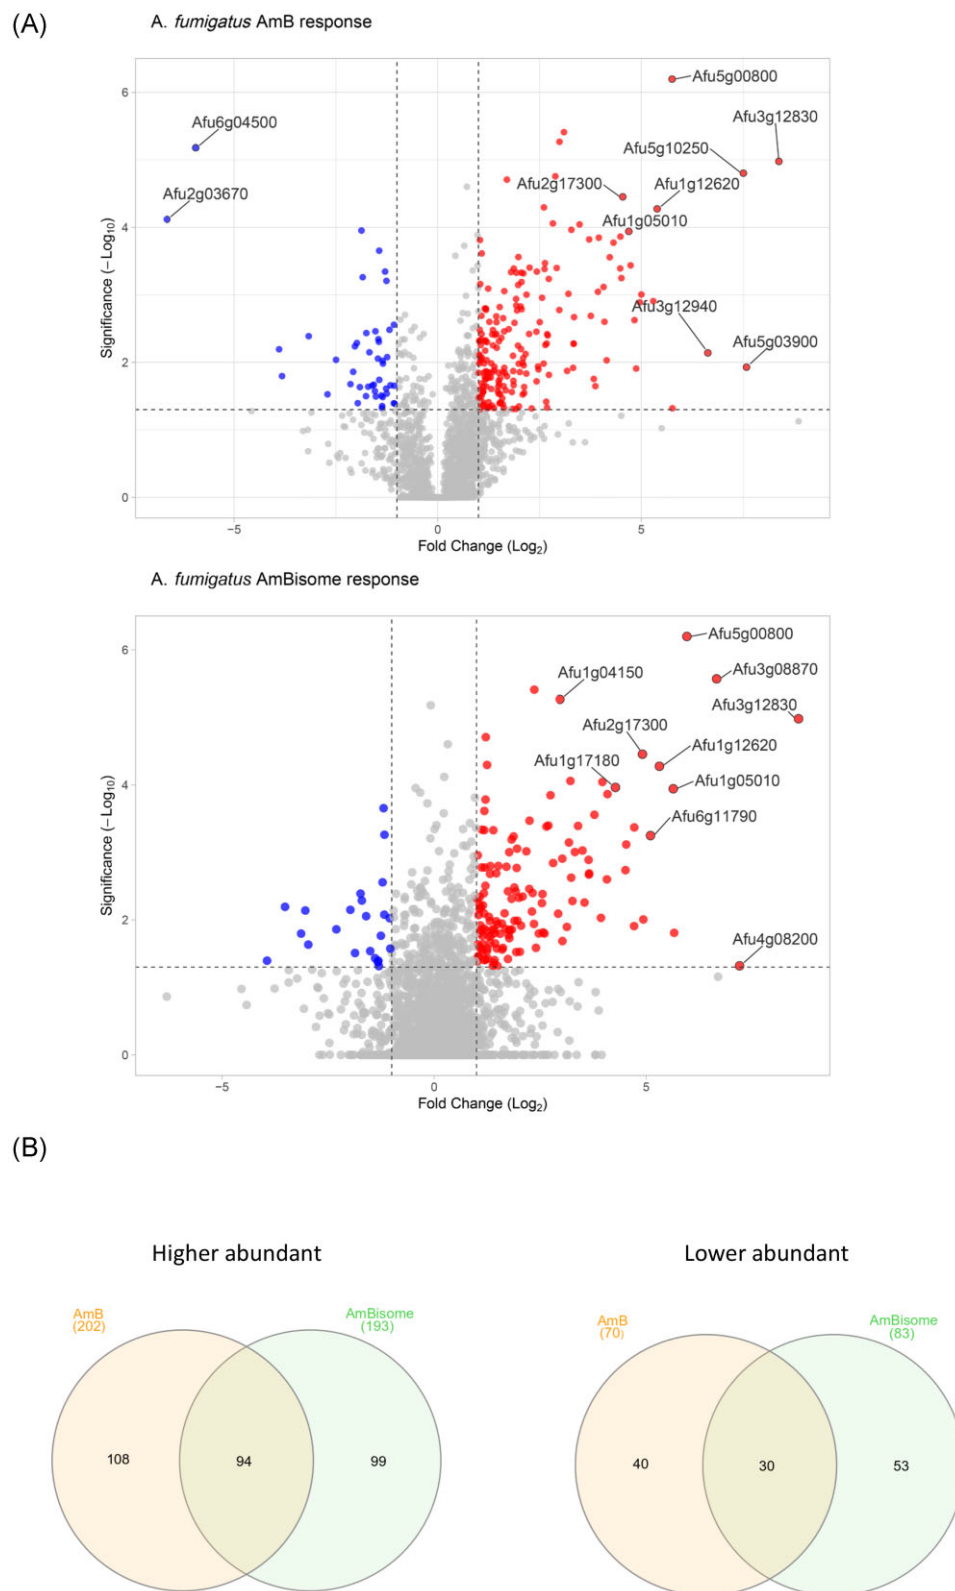 (A)
A. fumigatus AmB response
Afu5g00800
Afu3g12830
Afu6g04500
Afu5g10250
Afu2g17300
Afu1g12620
Afu2g03670
Afu1g05010
Afu3g12940
Afu5g03900
6
4
2
0
Significance (−Log10)
−5
0
5
Fold Change (Log2)
A. fumigatus AmBisome response
Afu5g00800
Afu1g04150
Afu3g08870
Afu3g12830
Afu2g17300
Afu1g12620
Afu1g17180
Afu1g05010
Afu6g11790
Afu4g08200
6
4
2
0
Significance (−Log10)
−5
0
5
Fold Change (Log2)
(B)
Higher abundant
AmB
(202)
AmBisome
(193)
108
94
99
Lower abundant
AmB
(70)
AmBisome
(83)
40
30
53